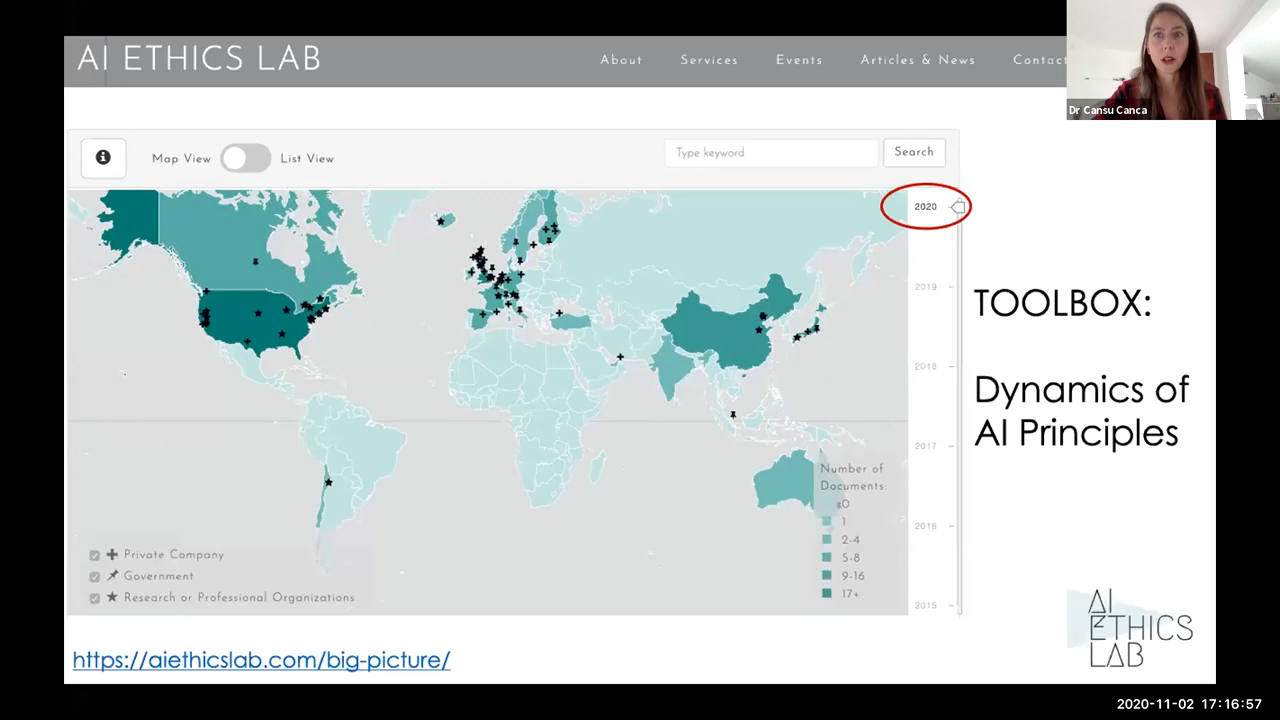 AI ETHICS LAB
About Services Events Articles & News Contact
Dr Cansu Canca
Map View List View
Type keyword
Search
2020
2019
2018
2017
2016
2015
TOOLBOX:
Dynamics of
AI Principles
Number of
Documents:
0
1
2-4
5-8
9-16
17+
Private Company
Government
Research or Professional Organizations
https://aiethicslab.com/big-picture/
AI
ETHICS
LAB
2020-11-02 17:16:57